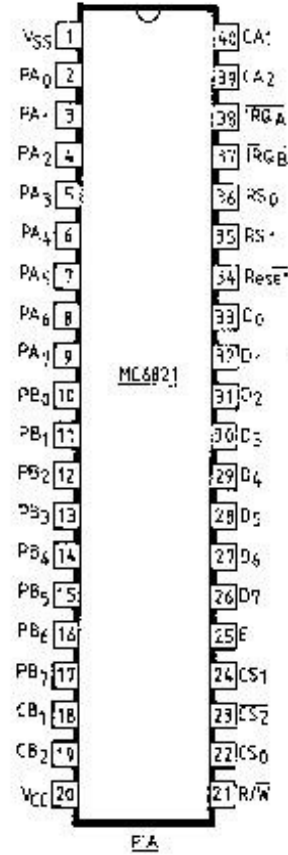 VSS 1 40 CA1
PA0 2 39 CA2
PA1 3 38 IRQA
PA2 4 37 IRQB
PA3 5 36 RS0
PA4 6 35 RS1
PA5 7 34 Reset
PA6 8 33 D0
PA7 9 32 D1
MC6821
PB0 10 31 D2
PB1 11 30 D3
PB2 12 29 D4
PB3 13 28 D5
PB4 14 27 D6
PB5 15 26 D7
PB6 16 25 E
PB7 17 24 CS1
CB1 18 23 CS2
CB2 19 22 CS0
VCC 20 21 R/W
PIA